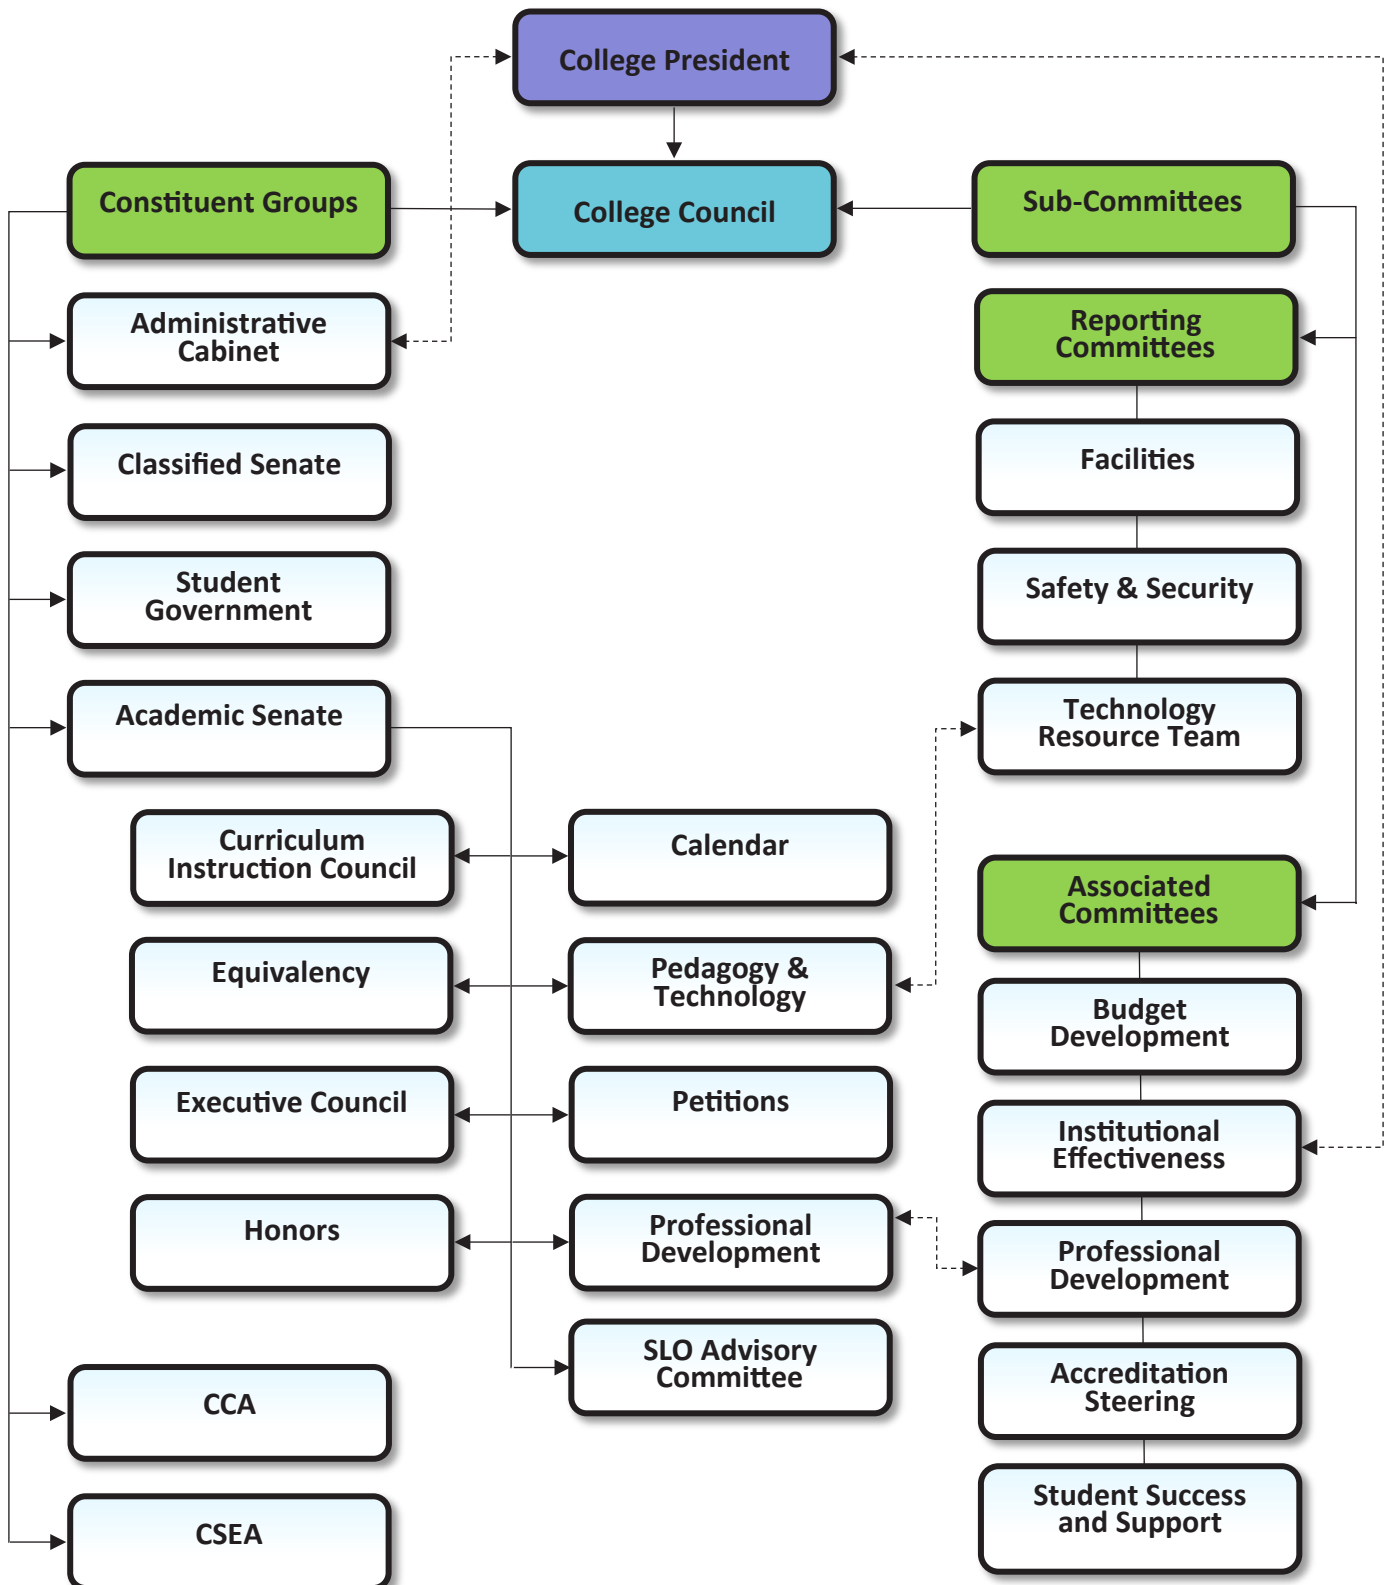 College President
Constituent Groups
College Council
Sub-Committees
Administrative
Cabinet
Reporting
Committees
Classified Senate
Facilities
Student
Government
Safety & Security
Academic Senate
Technology
Resource Team
Curriculum
Instruction Council
Calendar
Associated
Committees
Equivalency
Pedagogy &
Technology
Budget
Development
Executive Council
Petitions
Institutional
Effectiveness
Honors
Professional
Development
Professional
Development
SLO Advisory
Committee
Accreditation
Steering
CCA
Student Success
and Support
CSEA